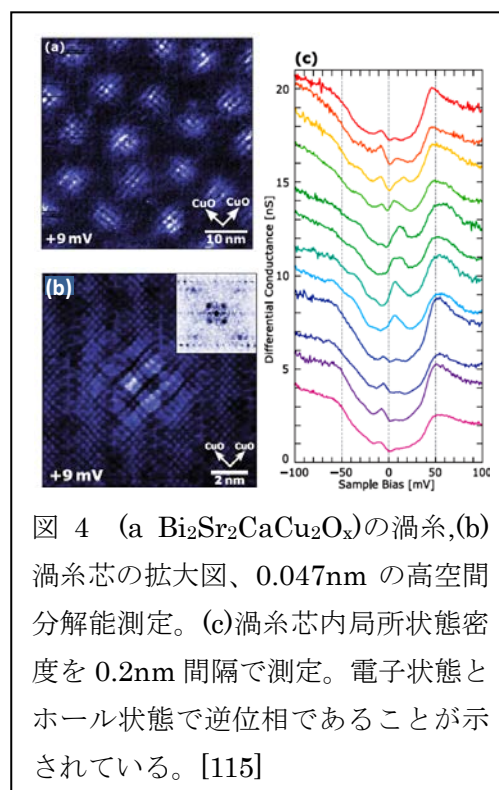 (a)
CuO CuO
+9 mV
10 nm
(b)
CuO CuO
+9 mV
2 nm
(c)
20
15
10
5
0
Differential Conductance [nS]
-100 -50 0 50 100
Sample Bias [mV]
図 4 (a Bi₂Sr₂CaCu₂Oₓ)の渦糸,(b)
渦糸芯の拡大図、0.047nm の高空間
分解能測定。(c)渦糸芯内局所状態密
度を 0.2nm 間隔で測定。電子状態と
ホール状態で逆位相であることが示
されている。[115]